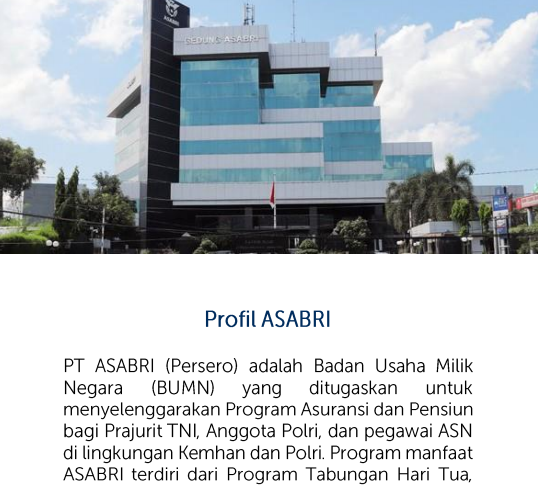 ASABRI
GEDUNG ASABRI
Profil ASABRI
PT ASABRI (Persero) adalah Badan Usaha Milik
Negara (BUMN) yang ditugaskan untuk
menyelenggarakan Program Asuransi dan Pensiun
bagi Prajurit TNI, Anggota Polri, dan pegawai ASN
di lingkungan Kemhan dan Polri. Program manfaat
ASABRI terdiri dari Program Tabungan Hari Tua,